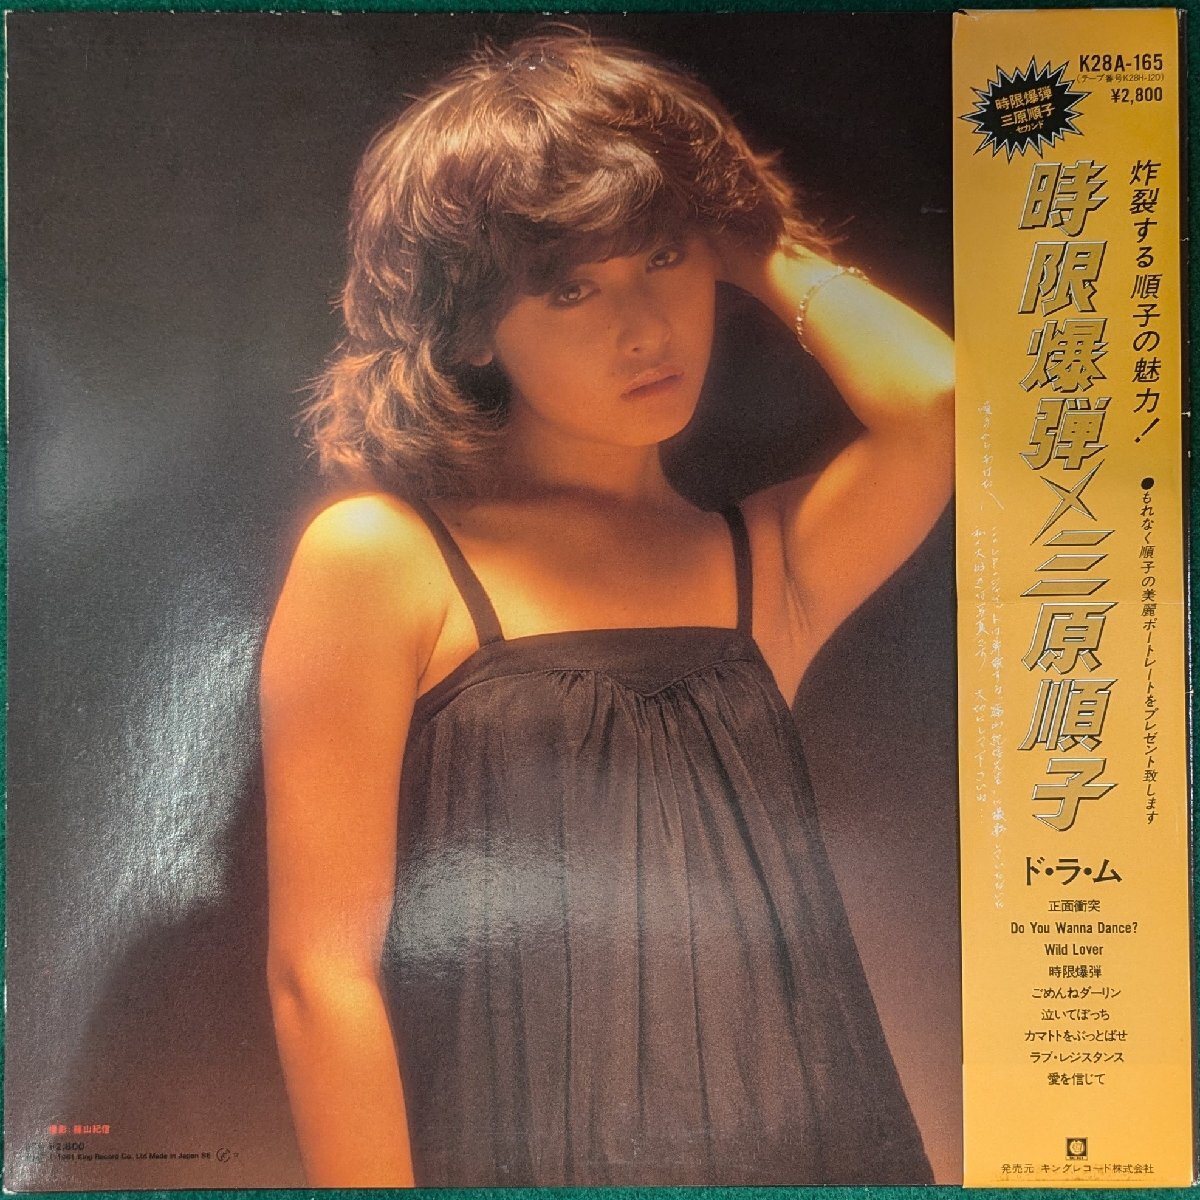 K28A-165
(テープ番号K28H-120)
¥2,800
時限爆弾
三原順子
セカンド
炸裂する順子の魅力!
時限爆弾×三原順子
●もれなく順子の美麗ポートレートをプレゼント致します
ド・ラ・ム
正面衝突
Do You Wanna Dance?
Wild Lover
時限爆弾
ごめんねダーリン
泣いてぼっち
カマトトをぶっとばせ
ラブ・レジスタンス
愛を信じて
発売元 キングレコード株式会社
撮影:篠山紀信
¥2,800
1981 King Record Co., Ltd Made in Japan